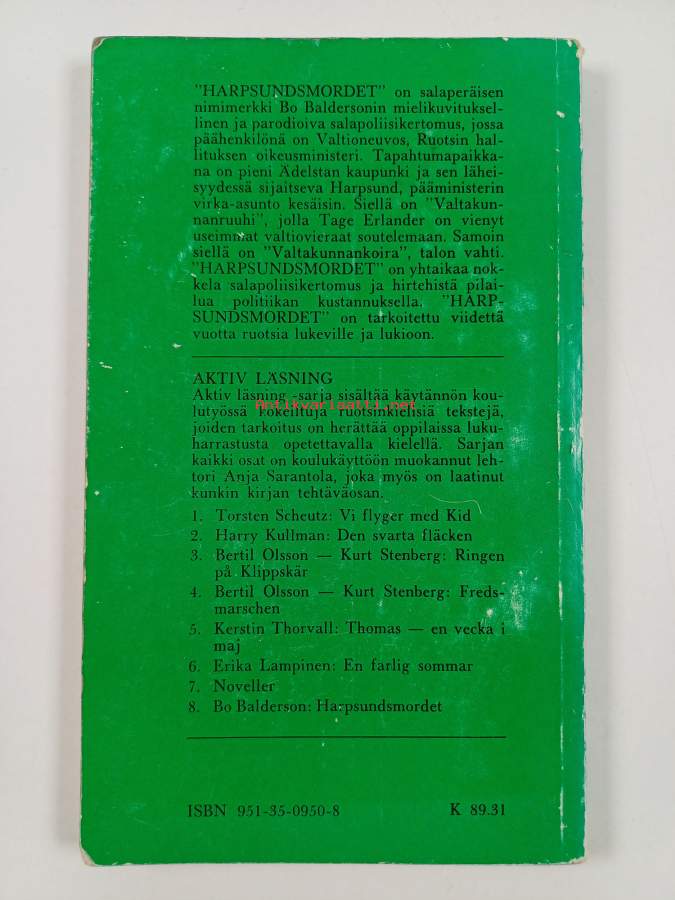 "HARPSUNDSMORDET" on salaperäisen
nimimerkki Bo Baldersonin mielikuvituksel-
linen ja parodioiva salapoliisikertomus, jossa
päähenkilönä on Valtioneuvos, Ruotsin hal-
lituksen oikeusministeri. Tapahtumapaikka-
na on pieni Ädelstan kaupunki ja sen lähei-
syydessä sijaitseva Harpsund, pääministerin
virka-asunto kesäisin. Siellä on "Valtakun-
nanruuhi", jolla Tage Erlander on vienyt
useimmat valtiovieraat soutelemaan. Samoin
siellä on "Valtakunnankoira", talon vahti.
"HARPSUNDSMORDET" on yhtaikaa nok-
kela salapoliisikertomus ja hirtehistä pilai-
lua politiikan kustannuksella. "HARP-
SUNDSMORDET" on tarkoitettu viidettä
vuotta ruotsia lukeville ja lukioon.
AKTIV LÄSNING
Aktiv läsning -sarja sisältää käytännön kou-
lutyössä kokeiltuja ruotsinkielisiä tekstejä,
Antikvariaatti.net
joiden tarkoitus on herättää oppilaissa luku-
harrastusta opetettavalla kielellä. Sarjan
kaikki osat on koulukäyttöön muokannut leh-
tori Anja Sarantola, joka myös on laatinut
kunkin kirjan tehtäväosan.
1. Torsten Scheutz: Vi flyger med Kid
2. Harry Kullman: Den svarta fläcken
3. Bertil Olsson — Kurt Stenberg: Ringen
på Klippskär
4. Bertil Olsson — Kurt Stenberg: Freds-
marschen
5. Kerstin Thorvall: Thomas — en vecka i
maj
6. Erika Lampinen: En farlig sommar
7. Noveller
8. Bo Balderson: Harpsundsmordet
ISBN 951-35-0950-8 K 89.31